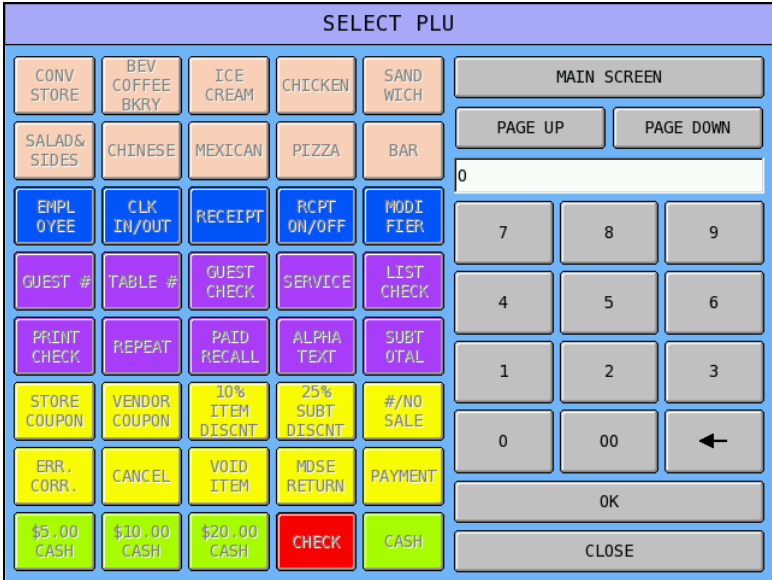 SELECT PLU
CONV
STORE
BEV
COFFEE
BKRY
ICE
CREAM
CHICKEN
SAND
WICH
SALAD&
SIDES
CHINESE
MEXICAN
PIZZA
BAR
EMPL
OYEE
CLK
IN/OUT
RECEIPT
RCPT
ON/OFF
MODI
FIER
GUEST #
TABLE #
GUEST
CHECK
SERVICE
LIST
CHECK
PRINT
CHECK
REPEAT
PAID
RECALL
ALPHA
TEXT
SUBT
OTAL
STORE
COUPON
VENDOR
COUPON
10%
ITEM
DISCNT
25%
SUBT
DISCNT
#/NO
SALE
ERR.
CORR.
CANCEL
VOID
ITEM
MDSE
RETURN
PAYMENT
$5.00
CASH
$10.00
CASH
$20.00
CASH
CHECK
CASH
MAIN SCREEN
PAGE UP
PAGE DOWN
0
7
8
9
4
5
6
1
2
3
0
00
OK
CLOSE